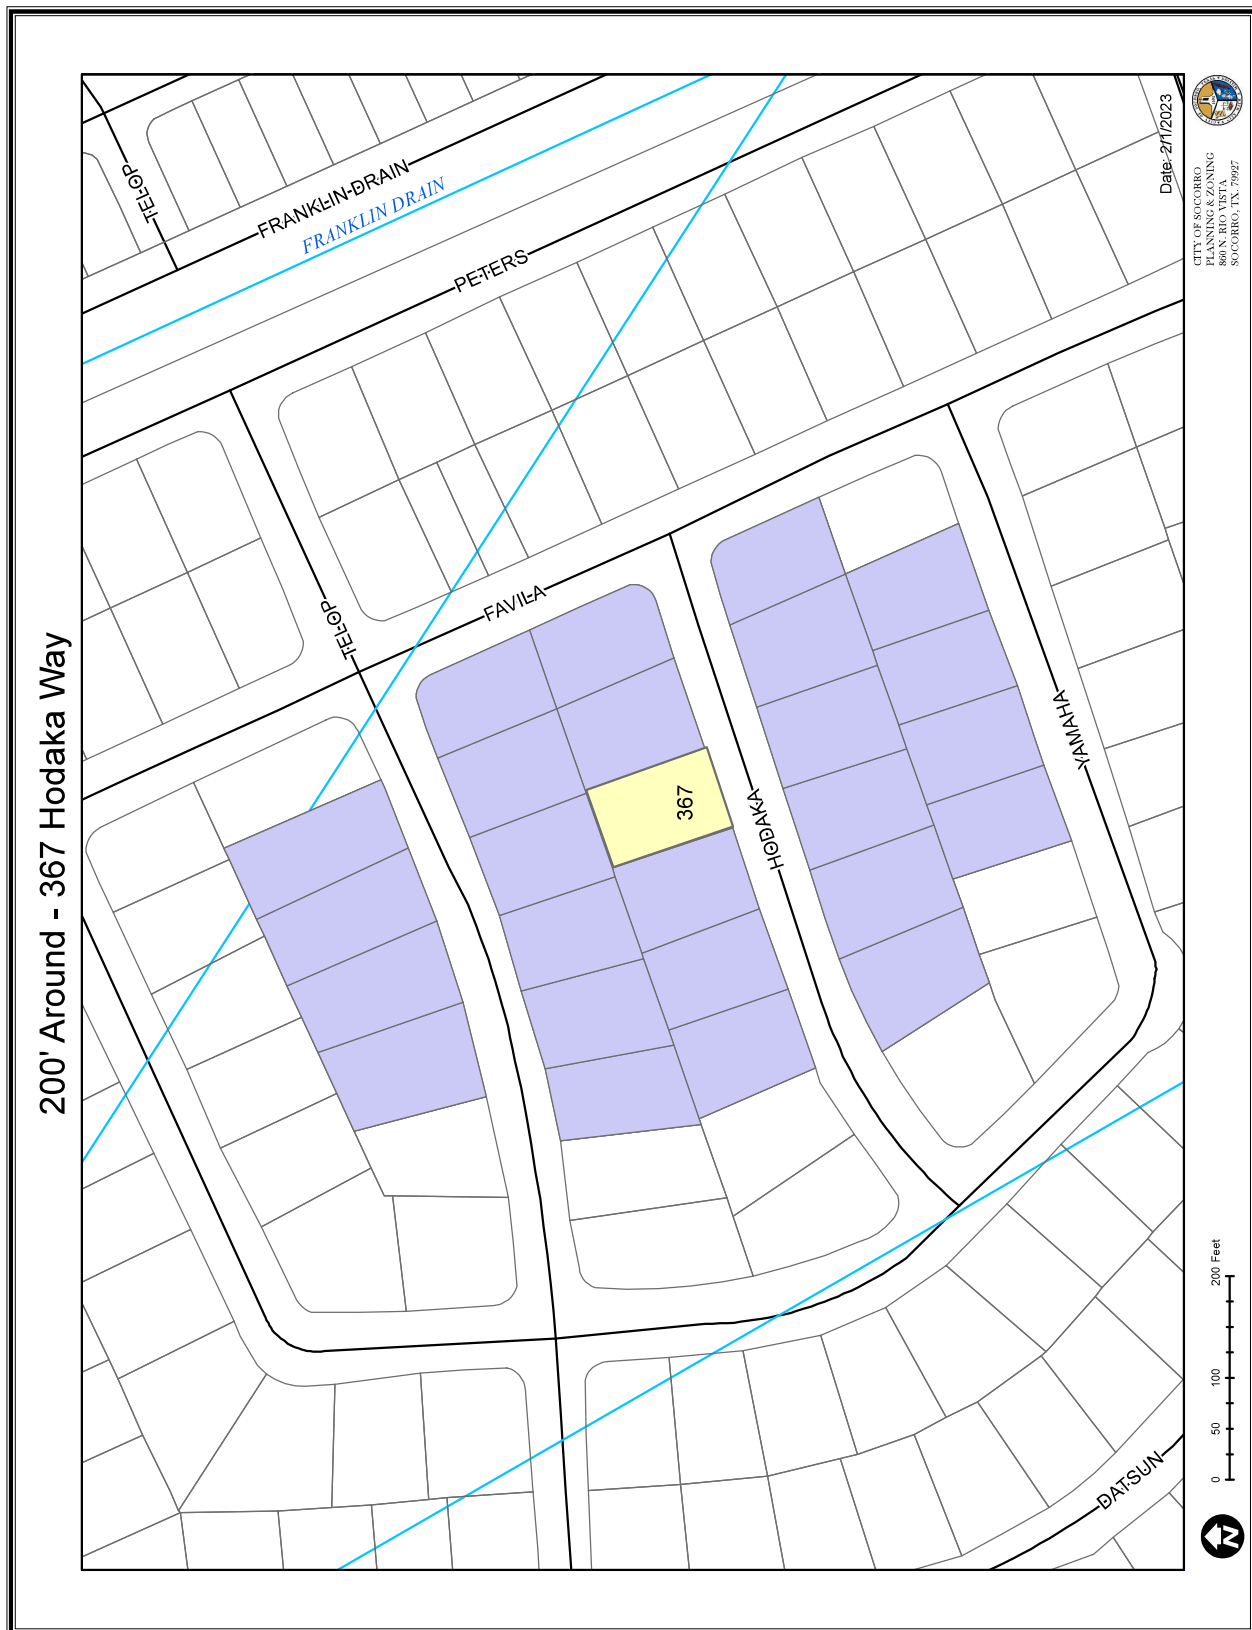 200' Around - 367 Hodaka Way
TELOP
FRANKLIN DRAIN
FRANKLIN DRAIN
PETERS
TELOP
FAVILA
367
HODAKA
YAMAHA
DATSUN
Date: 2/1/2023
CITY OF SOCORRO
PLANNING & ZONING
860 N. RIO VISTA
SOCORRO, TX. 79927
0 50 100 200 Feet
N